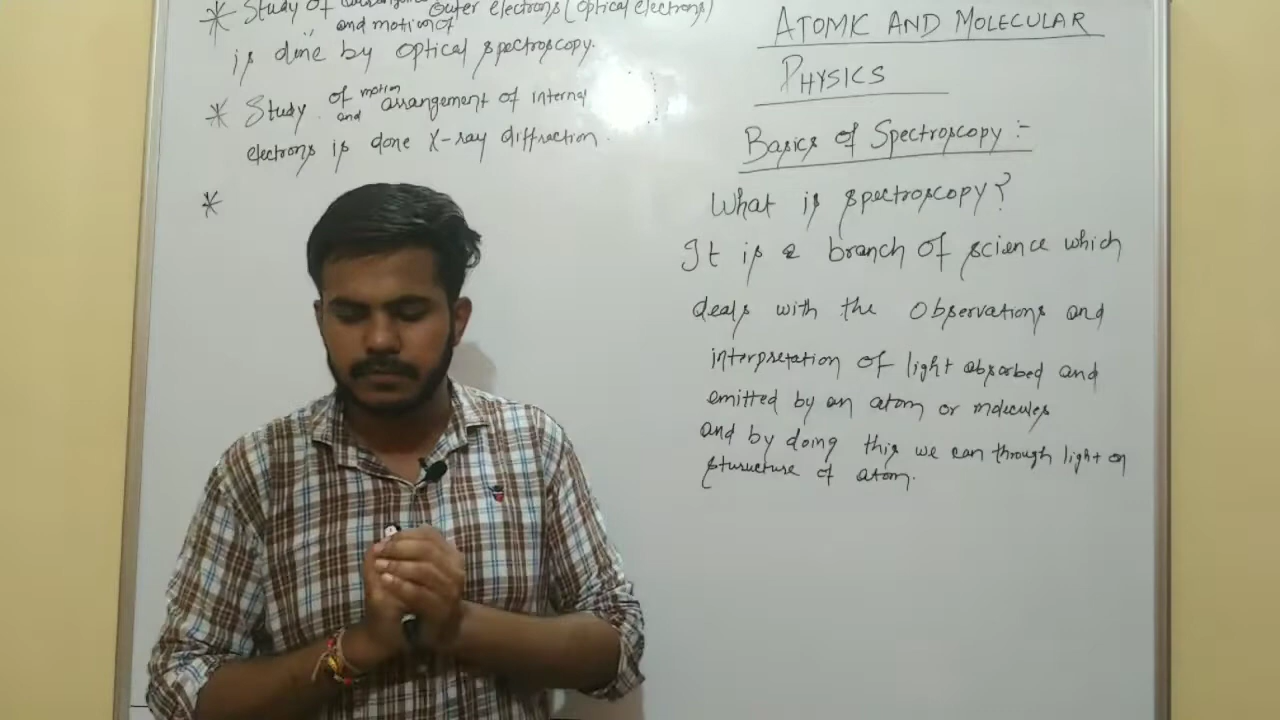 * Study of arrangement outer electrons (optical electrons)
" and motion of
is done by optical spectroscopy.
* Study of motion and arrangement of internal
electrons is done X-ray diffraction.
*
ATOMIC AND MOLECULAR
PHYSICS
Basics of Spectroscopy :-
What is spectroscopy?
It is a branch of science which
deals with the Observations and
interpretation of light absorbed and
emitted by an atom or molecules
and by doing this we can through light on
sturucture of atom.